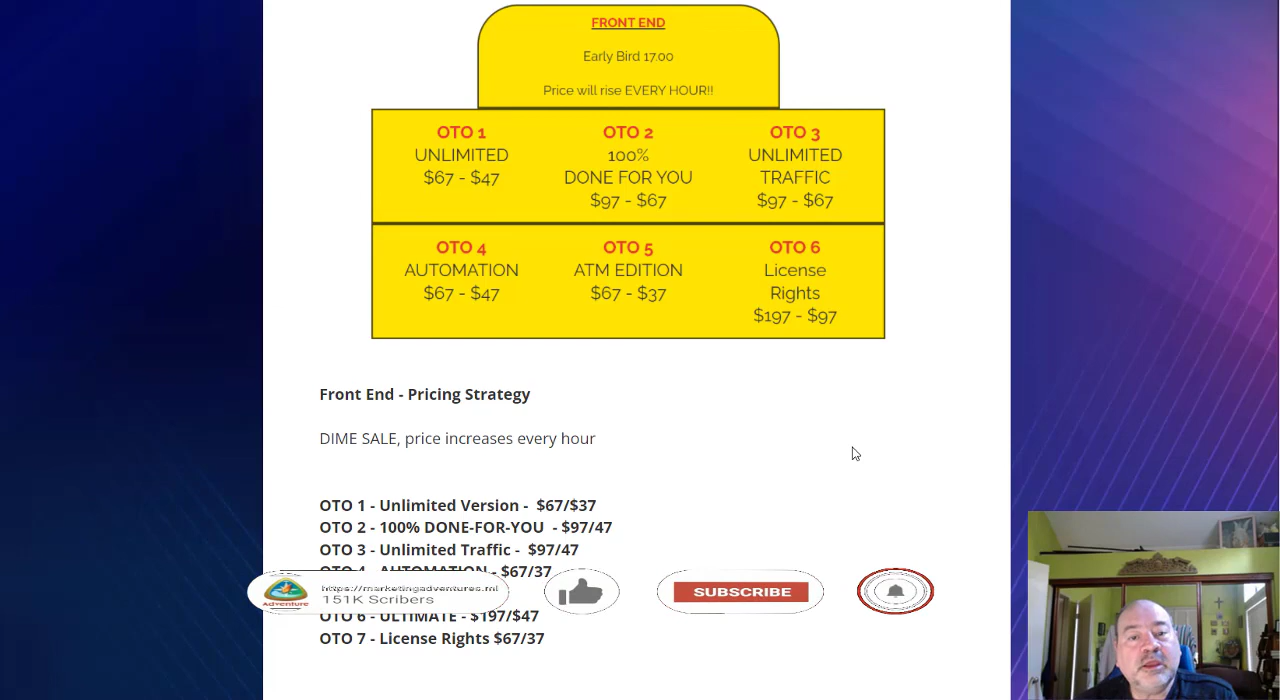 FRONT END
Early Bird 17.00
Price will rise EVERY HOUR!!
OTO 1
UNLIMITED
$67 - $47
OTO 2
100%
DONE FOR YOU
$97 - $67
OTO 3
UNLIMITED
TRAFFIC
$97 - $67
OTO 4
AUTOMATION
$67 - $47
OTO 5
ATM EDITION
$67 - $37
OTO 6
License
Rights
$197 - $97
Front End - Pricing Strategy
DIME SALE, price increases every hour
OTO 1 - Unlimited Version - $67/$37
OTO 2 - 100% DONE-FOR-YOU - $97/47
OTO 3 - Unlimited Traffic - $97/47
OTO 4 - AUTOMATION - $67/37
Adventure
https://marketingadventures.ml
151K Scribers
SUBSCRIBE
OTO 6 - ULTIMATE - $197/$47
OTO 7 - License Rights $67/37